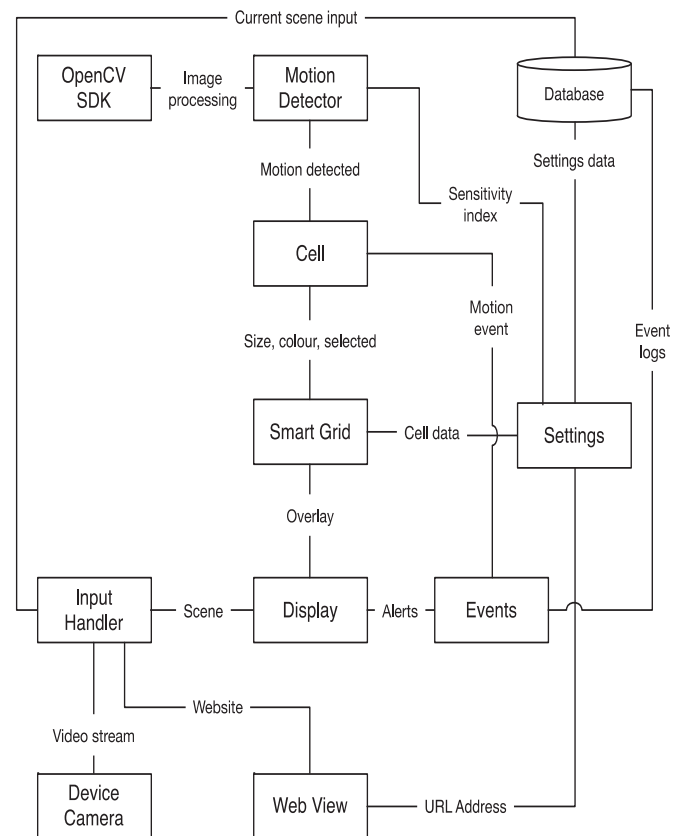 Current scene input
OpenCV
SDK
Image
processing
Motion
Detector
Database
Motion detected
Settings data
Sensitivity
index
Cell
Motion
event
Event
logs
Size, colour, selected
Smart Grid
Cell data
Settings
Overlay
Input
Handler
Scene
Display
Alerts
Events
Website
Video stream
Device
Camera
Web View
URL Address